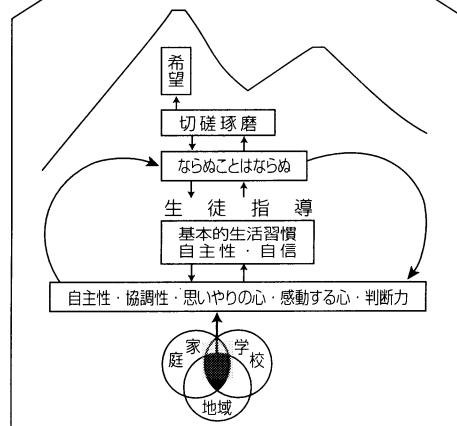 希望
切磋琢磨
ならぬことはならぬ
生徒指導
基本的生活習慣
自主性・自信
自主性・協調性・思いやりの心・感動する心・判断力
家庭
学校
地域